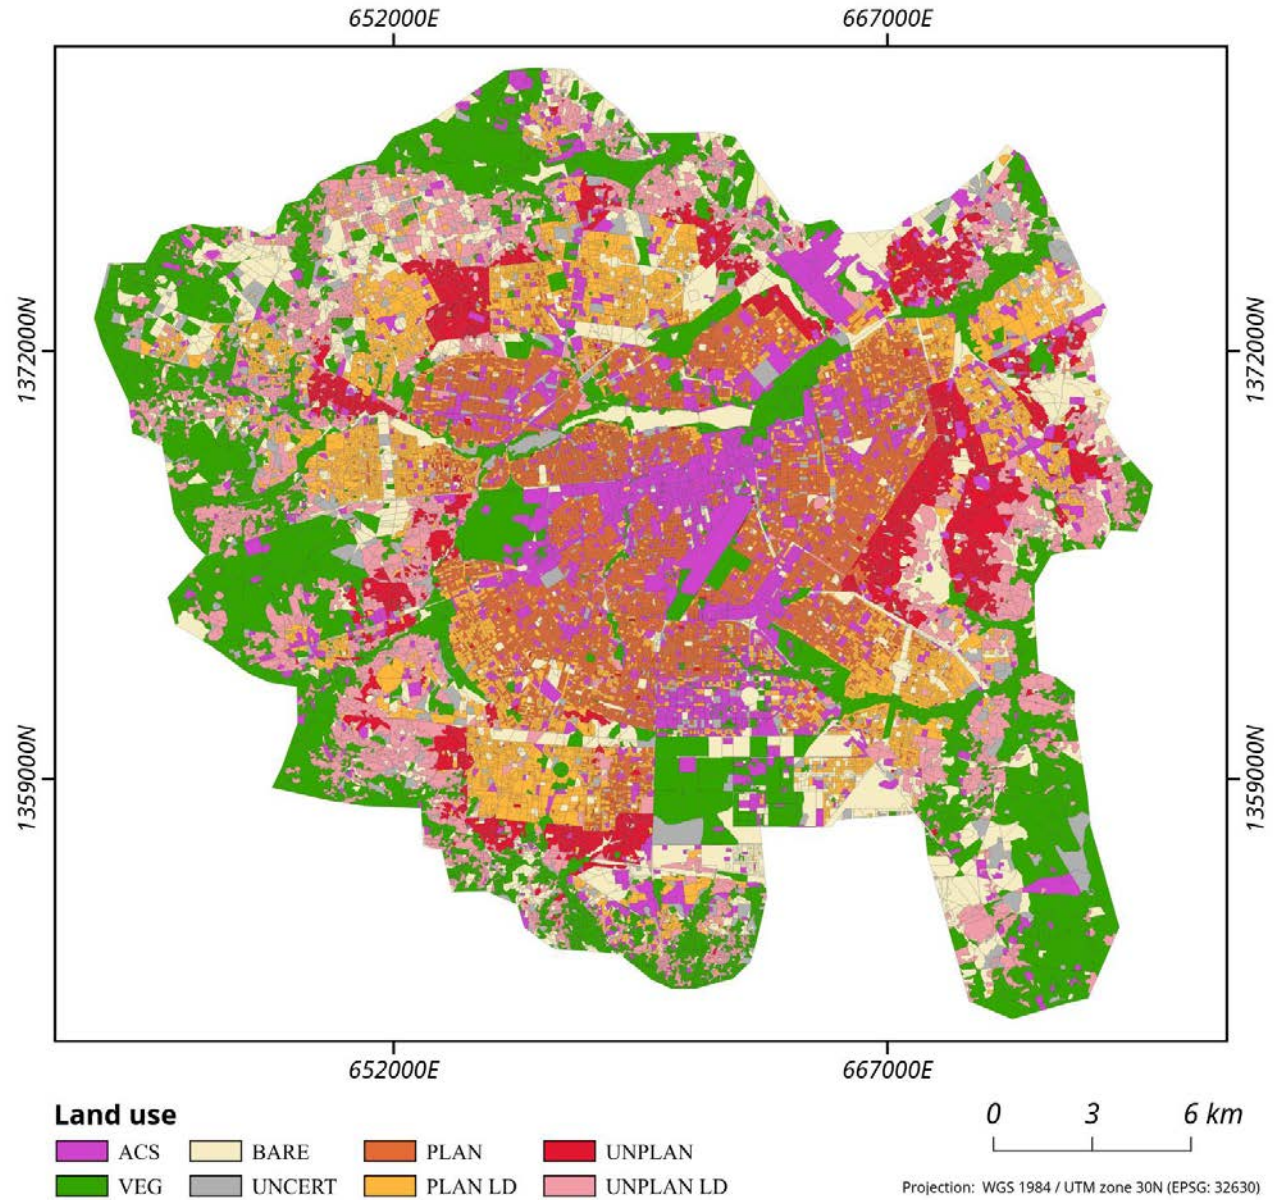 652000E 667000E
1372000N 1372000N
1359000N 1359000N
652000E 667000E
Land use
0 3 6 km
ACS BARE PLAN UNPLAN
VEG UNCERT PLAN LD UNPLAN LD
Projection: WGS 1984 / UTM zone 30N (EPSG: 32630)